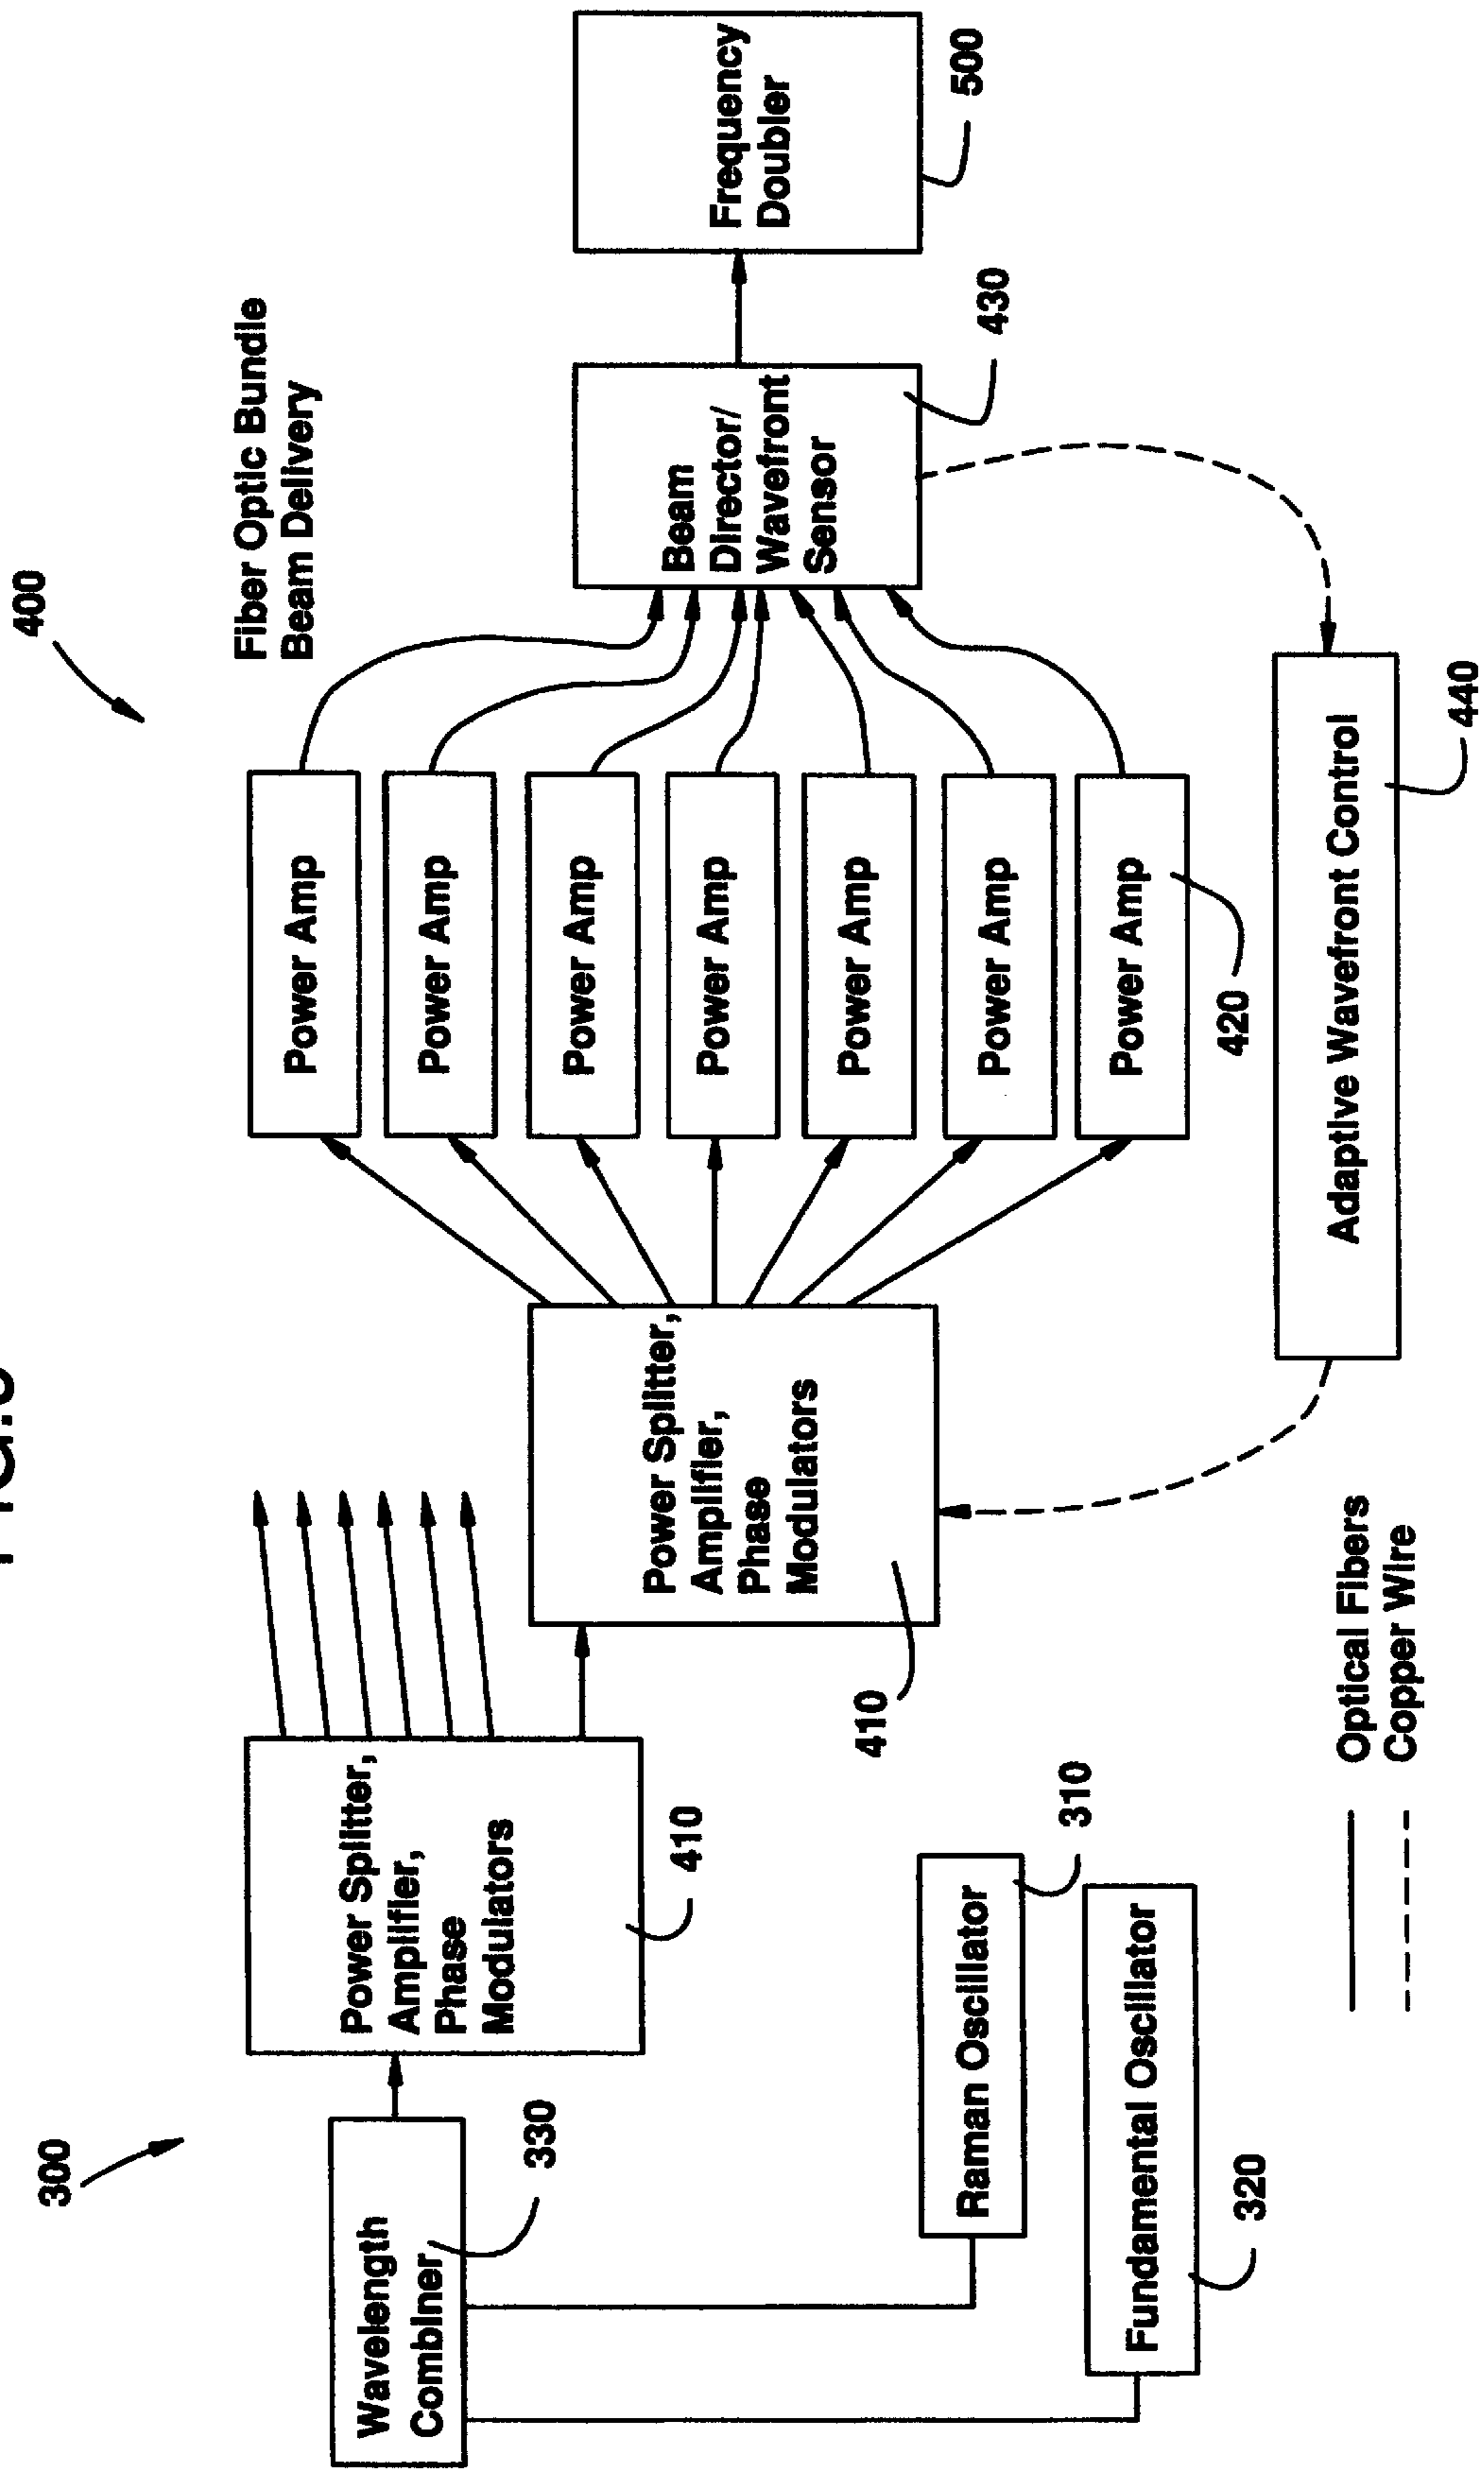 300
400
Wavelength
Combiner
330
Power Splitter,
Amplifier,
Phase
Modulators
410
Raman Oscillator
310
Fundamental Oscillator
320
Power Splitter,
Amplifier,
Phase
Modulators
410
Power Amp
Power Amp
Power Amp
Power Amp
Power Amp
Power Amp
Power Amp
420
Fiber Optic Bundle
Beam Delivery
Beam
Director/
Wavefront
Sensor
430
Frequency
Doubler
500
Adaptive Wavefront Control
440
Optical Fibers
Copper Wire